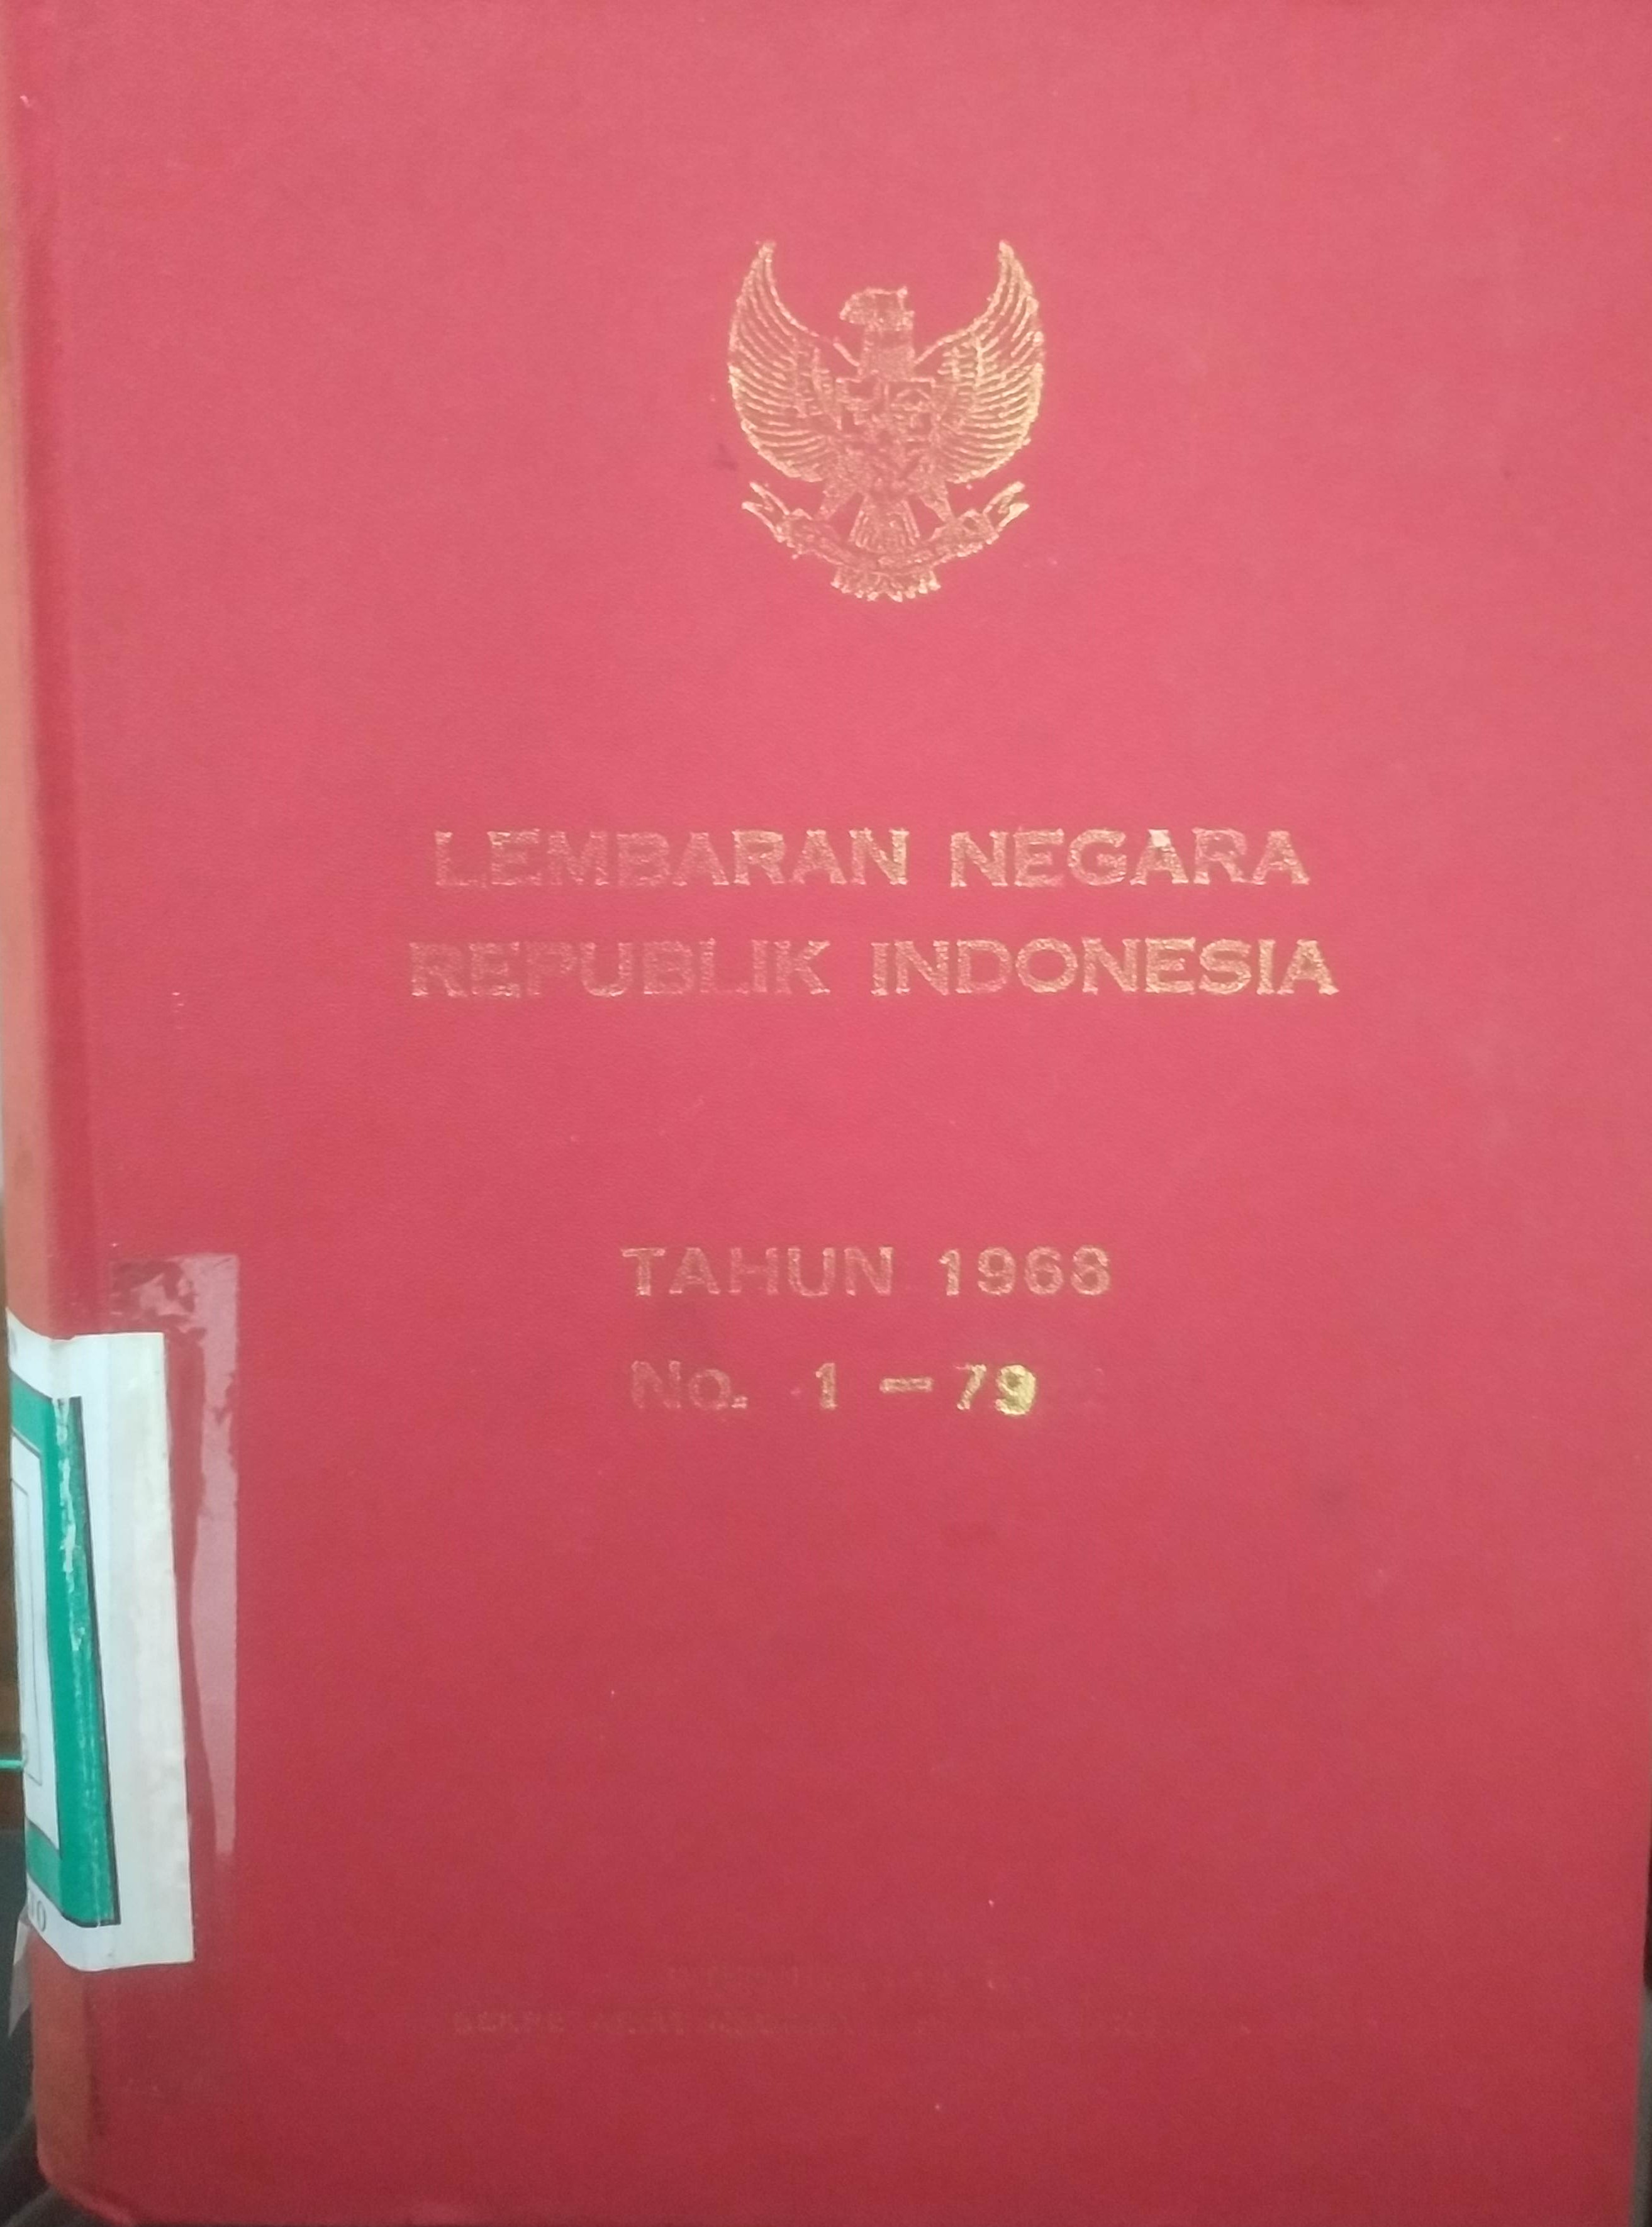 LEMBARAN NEGARA
REPUBLIK INDONESIA
TAHUN 1968
No. 1 – 79